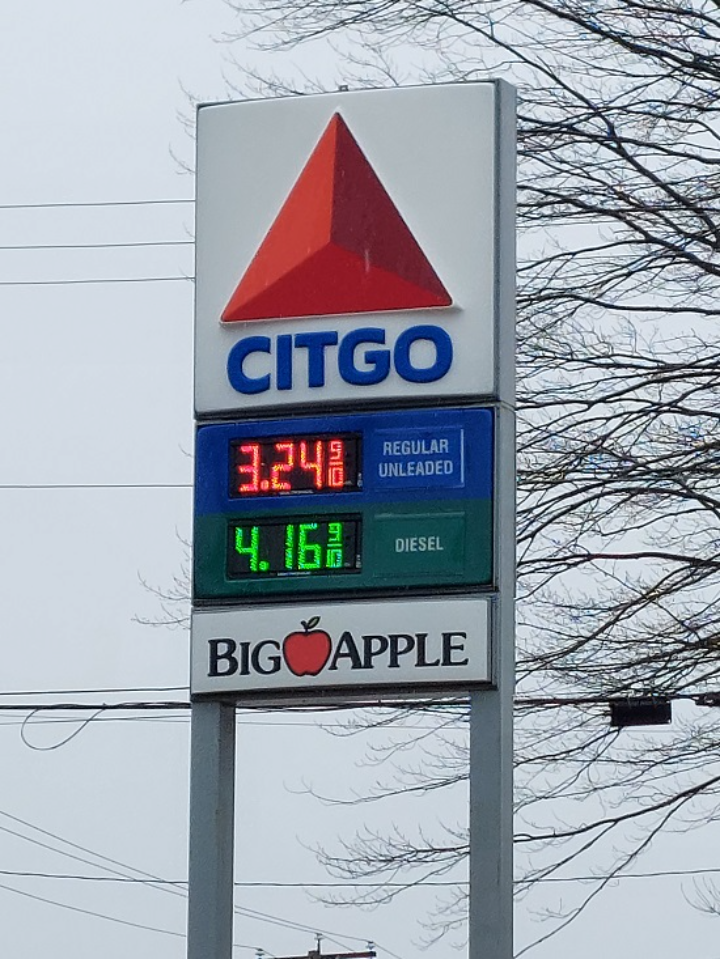 CITGO
3.24 9/10
REGULAR
UNLEADED
4.16 9/10
DIESEL
BIG APPLE